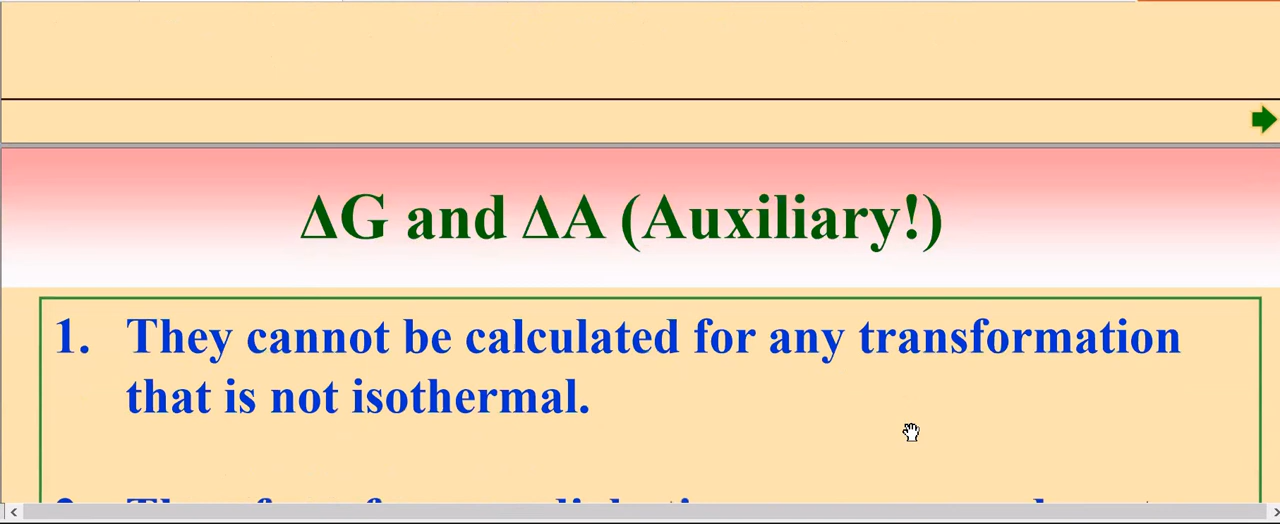 ΔG and ΔA (Auxiliary!)
1. They cannot be calculated for any transformation
that is not isothermal.